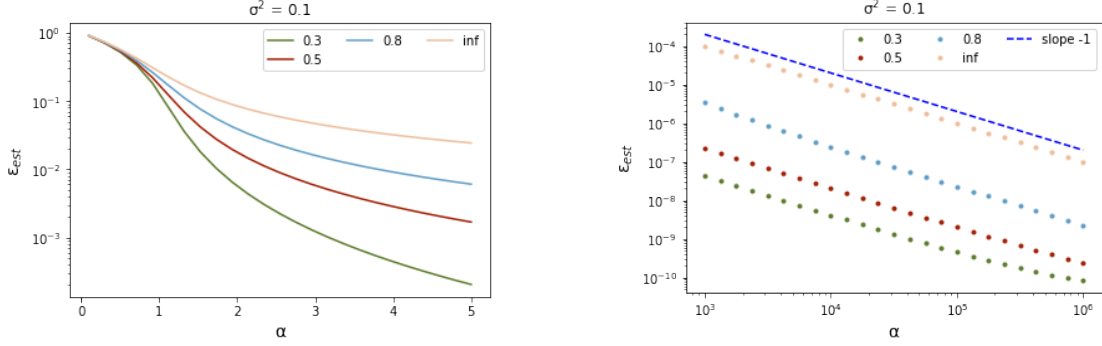 σ² = 0.1
10⁰
10⁻¹
10⁻²
10⁻³
ε_est
0 1 2 3 4 5
α
0.3 0.8 inf
0.5
σ² = 0.1
10⁻⁴
10⁻⁵
10⁻⁶
10⁻⁷
10⁻⁸
10⁻⁹
10⁻¹⁰
ε_est
10³ 10⁴ 10⁵ 10⁶
α
0.3 0.8 slope -1
0.5 inf